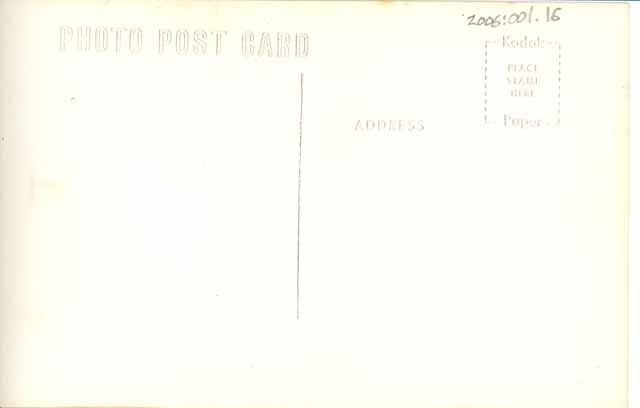 2006:001.16
PHOTO POST CARD
Kodak
PLACE
STAMP
HERE
Paper
ADDRESS